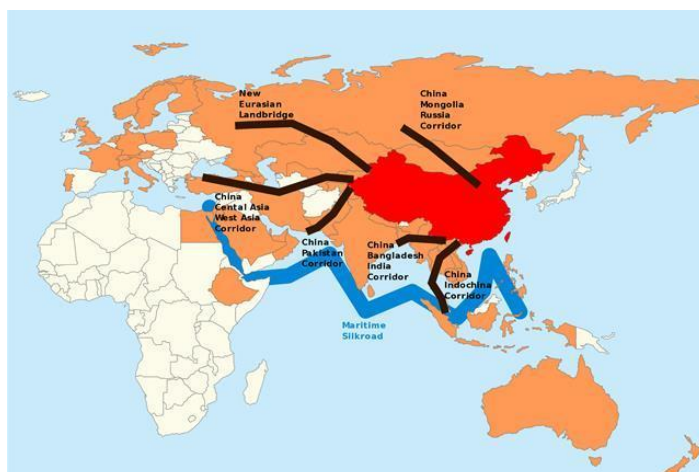 New
Eurasian
Landbridge
China
Mongolia
Russia
Corridor
China
Cental Asia
West Asia
Corridor
China
Pakistan
Corridor
China
Bangladesh
India
Corridor
China
Indochina
Corridor
Maritime
Silkroad